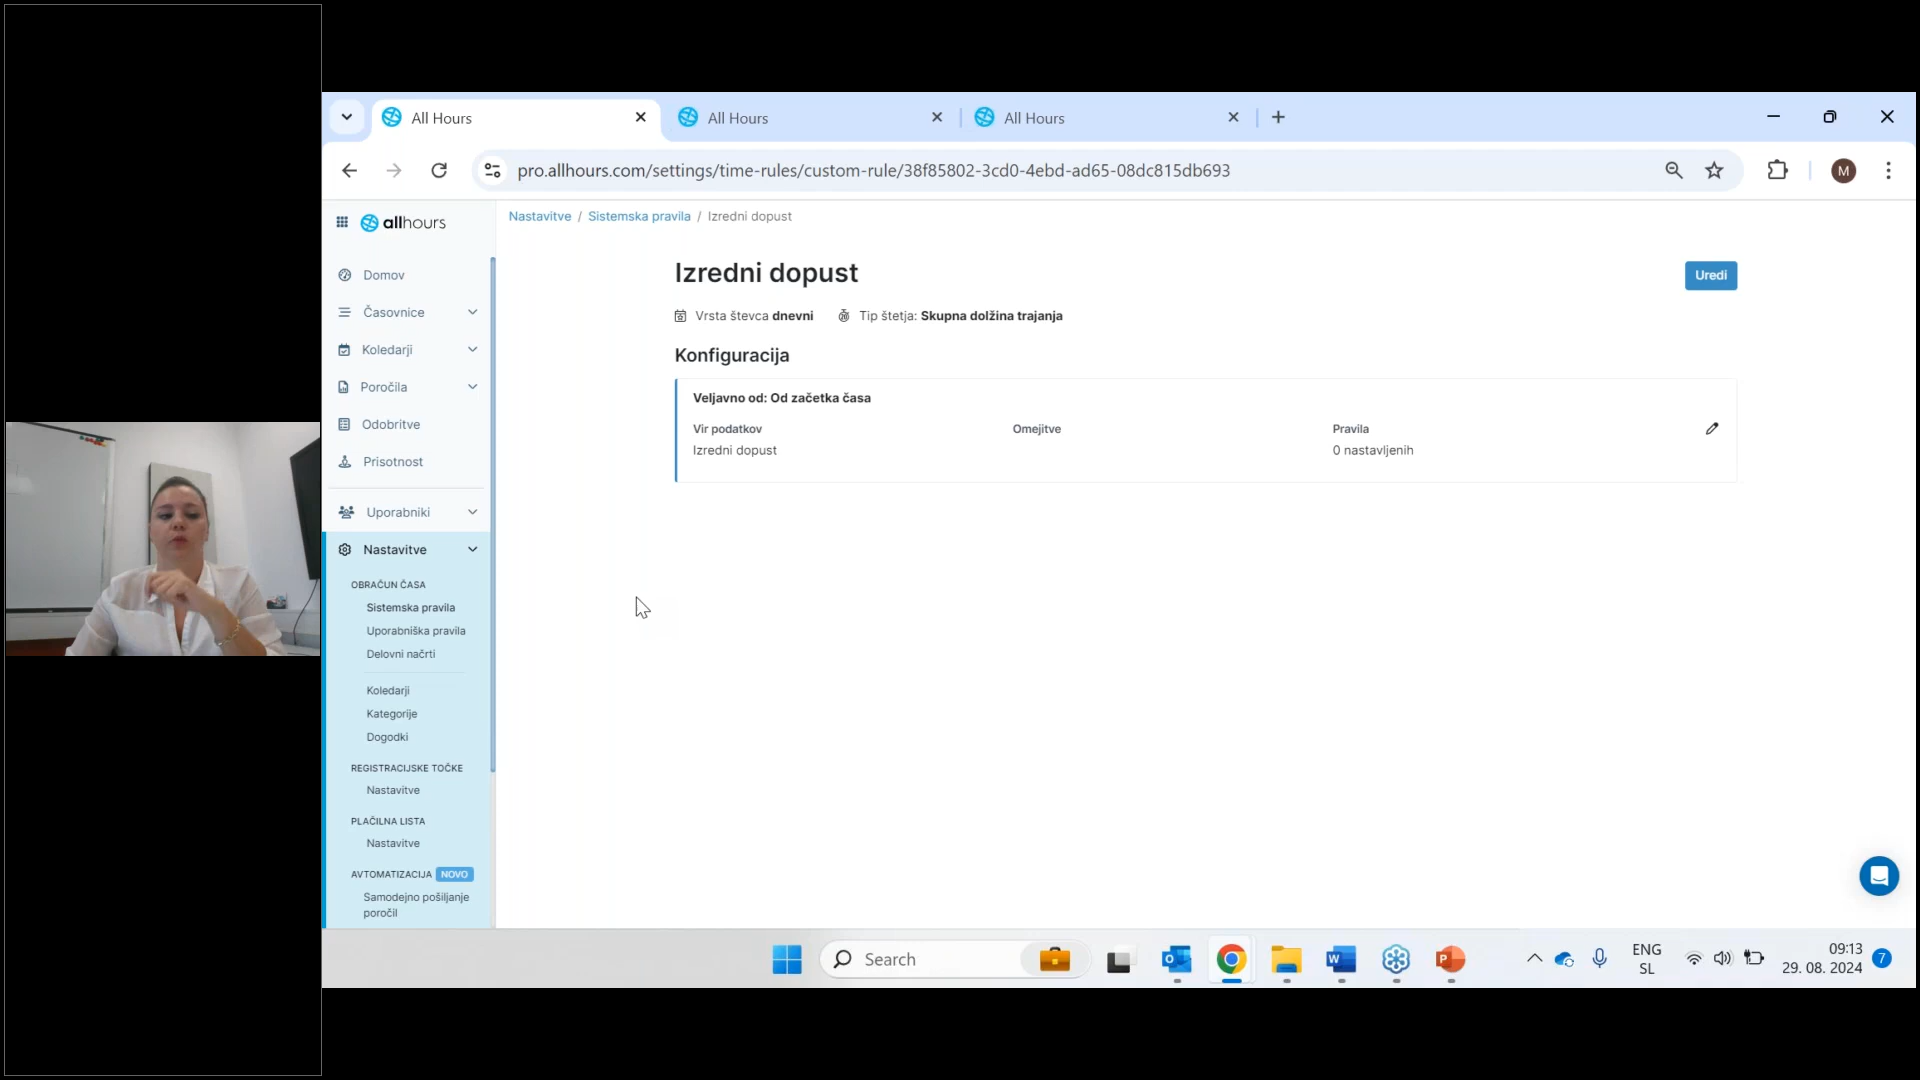 All Hours
All Hours
All Hours
pro.allhours.com/settings/time-rules/custom-rule/38f85802-3cd0-4ebd-ad65-08dc815db693
M
allhours
Nastavitve / Sistemska pravila / Izredni dopust
Domov
Časovnice
Koledarji
Poročila
Odobritve
Prisotnost
Uporabniki
Nastavitve
OBRAČUN ČASA
Sistemska pravila
Uporabniška pravila
Delovni načrti
Koledarji
Kategorije
Dogodki
REGISTRACIJSKE TOČKE
Nastavitve
PLAČILNA LISTA
Nastavitve
AVTOMATIZACIJA NOVO
Samodejno pošiljanje
poročil
Izredni dopust
Uredi
Vrsta števca dnevni Tip štetja: Skupna dolžina trajanja
Konfiguracija
Veljavno od: Od začetka časa
Vir podatkov Omejitve Pravila
Izredni dopust 0 nastavljenih
Search
ENG
SL
09:13
29. 08. 2024
7